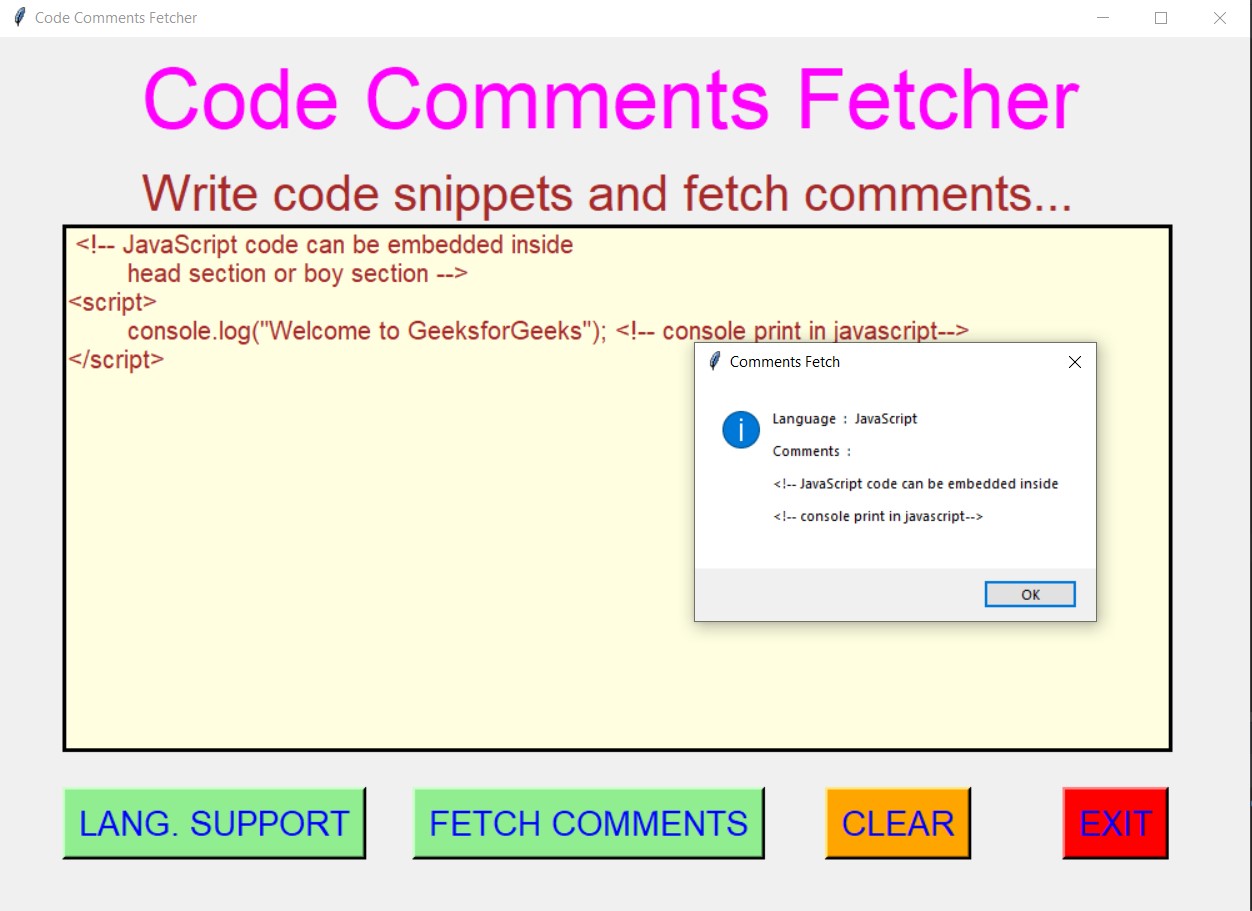 Code Comments Fetcher
Code Comments Fetcher
Write code snippets and fetch comments...
<!-- JavaScript code can be embedded inside
head section or boy section -->
<script>
console.log("Welcome to GeeksforGeeks"); <!-- console print in javascript-->
</script>
Comments Fetch
Language : JavaScript
Comments :
<!-- JavaScript code can be embedded inside
<!-- console print in javascript-->
OK
LANG. SUPPORT FETCH COMMENTS CLEAR EXIT